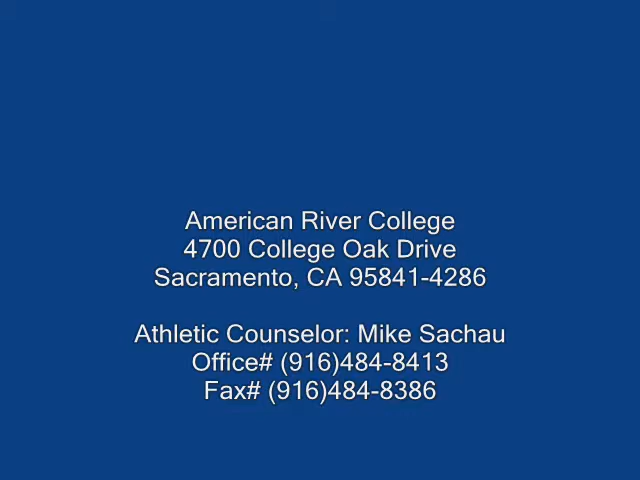 American River College
4700 College Oak Drive
Sacramento, CA 95841-4286
Athletic Counselor: Mike Sachau
Office# (916)484-8413
Fax# (916)484-8386